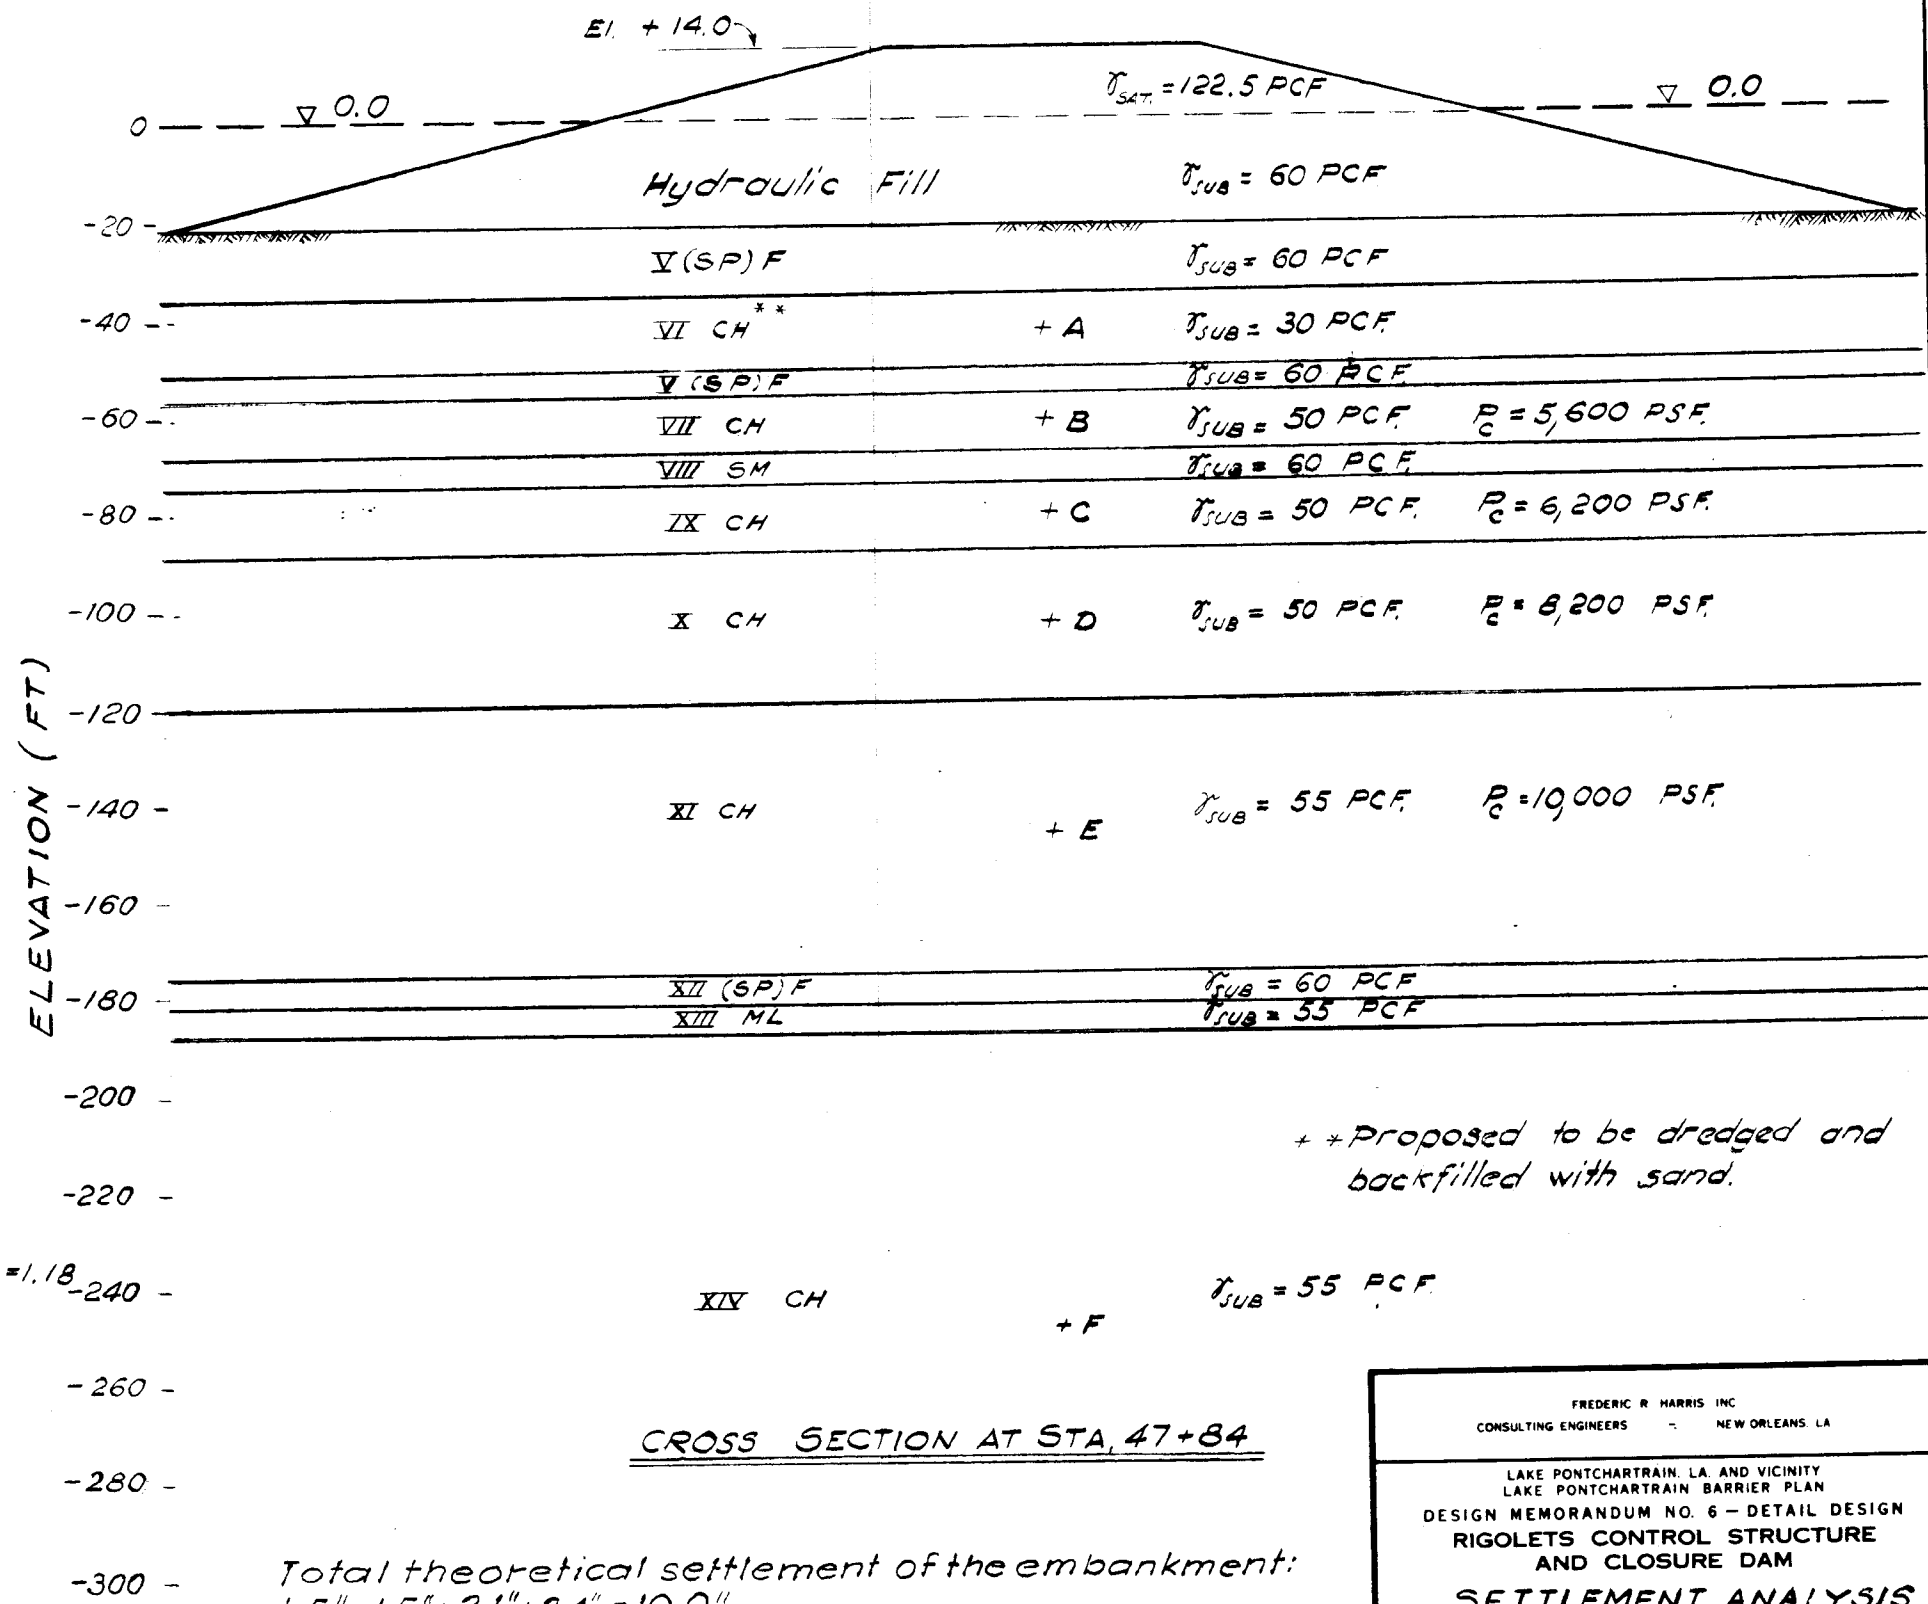 El. + 14.0
γSAT. = 122.5 PCF
▽ 0.0
▽ 0.0
0
Hydraulic Fill
γSUB = 60 PCF
-20
V (SP) F
γSUB = 60 PCF
-40
VI CH**
+ A
γSUB = 30 PCF.
V (SP) F
γSUB = 60 PCF.
-60
VII CH
+ B
γSUB = 50 PCF.
Pc = 5,600 PSF.
VIII SM
γSUB = 60 PCF.
-80
IX CH
+ C
γSUB = 50 PCF.
Pc = 6,200 PSF.
-100
X CH
+ D
γSUB = 50 PCF.
Pc = 8,200 PSF.
-120
ELEVATION (FT)
-140
XI CH
+ E
γSUB = 55 PCF.
Pc = 10,000 PSF.
-160
XII (SP) F
γSUB = 60 PCF
-180
XIII ML
γSUB = 55 PCF
-200
**Proposed to be dredged and
backfilled with sand.
-220
=1.18
-240
XIV CH
+ F
γSUB = 55 PCF.
-260
CROSS SECTION AT STA. 47+84
-280
-300
Total theoretical settlement of the embankment:
FREDERIC R HARRIS INC
CONSULTING ENGINEERS - NEW ORLEANS. LA
LAKE PONTCHARTRAIN, LA. AND VICINITY
LAKE PONTCHARTRAIN BARRIER PLAN
DESIGN MEMORANDUM NO. 6 – DETAIL DESIGN
RIGOLETS CONTROL STRUCTURE
AND CLOSURE DAM
SETTLEMENT ANALYSIS